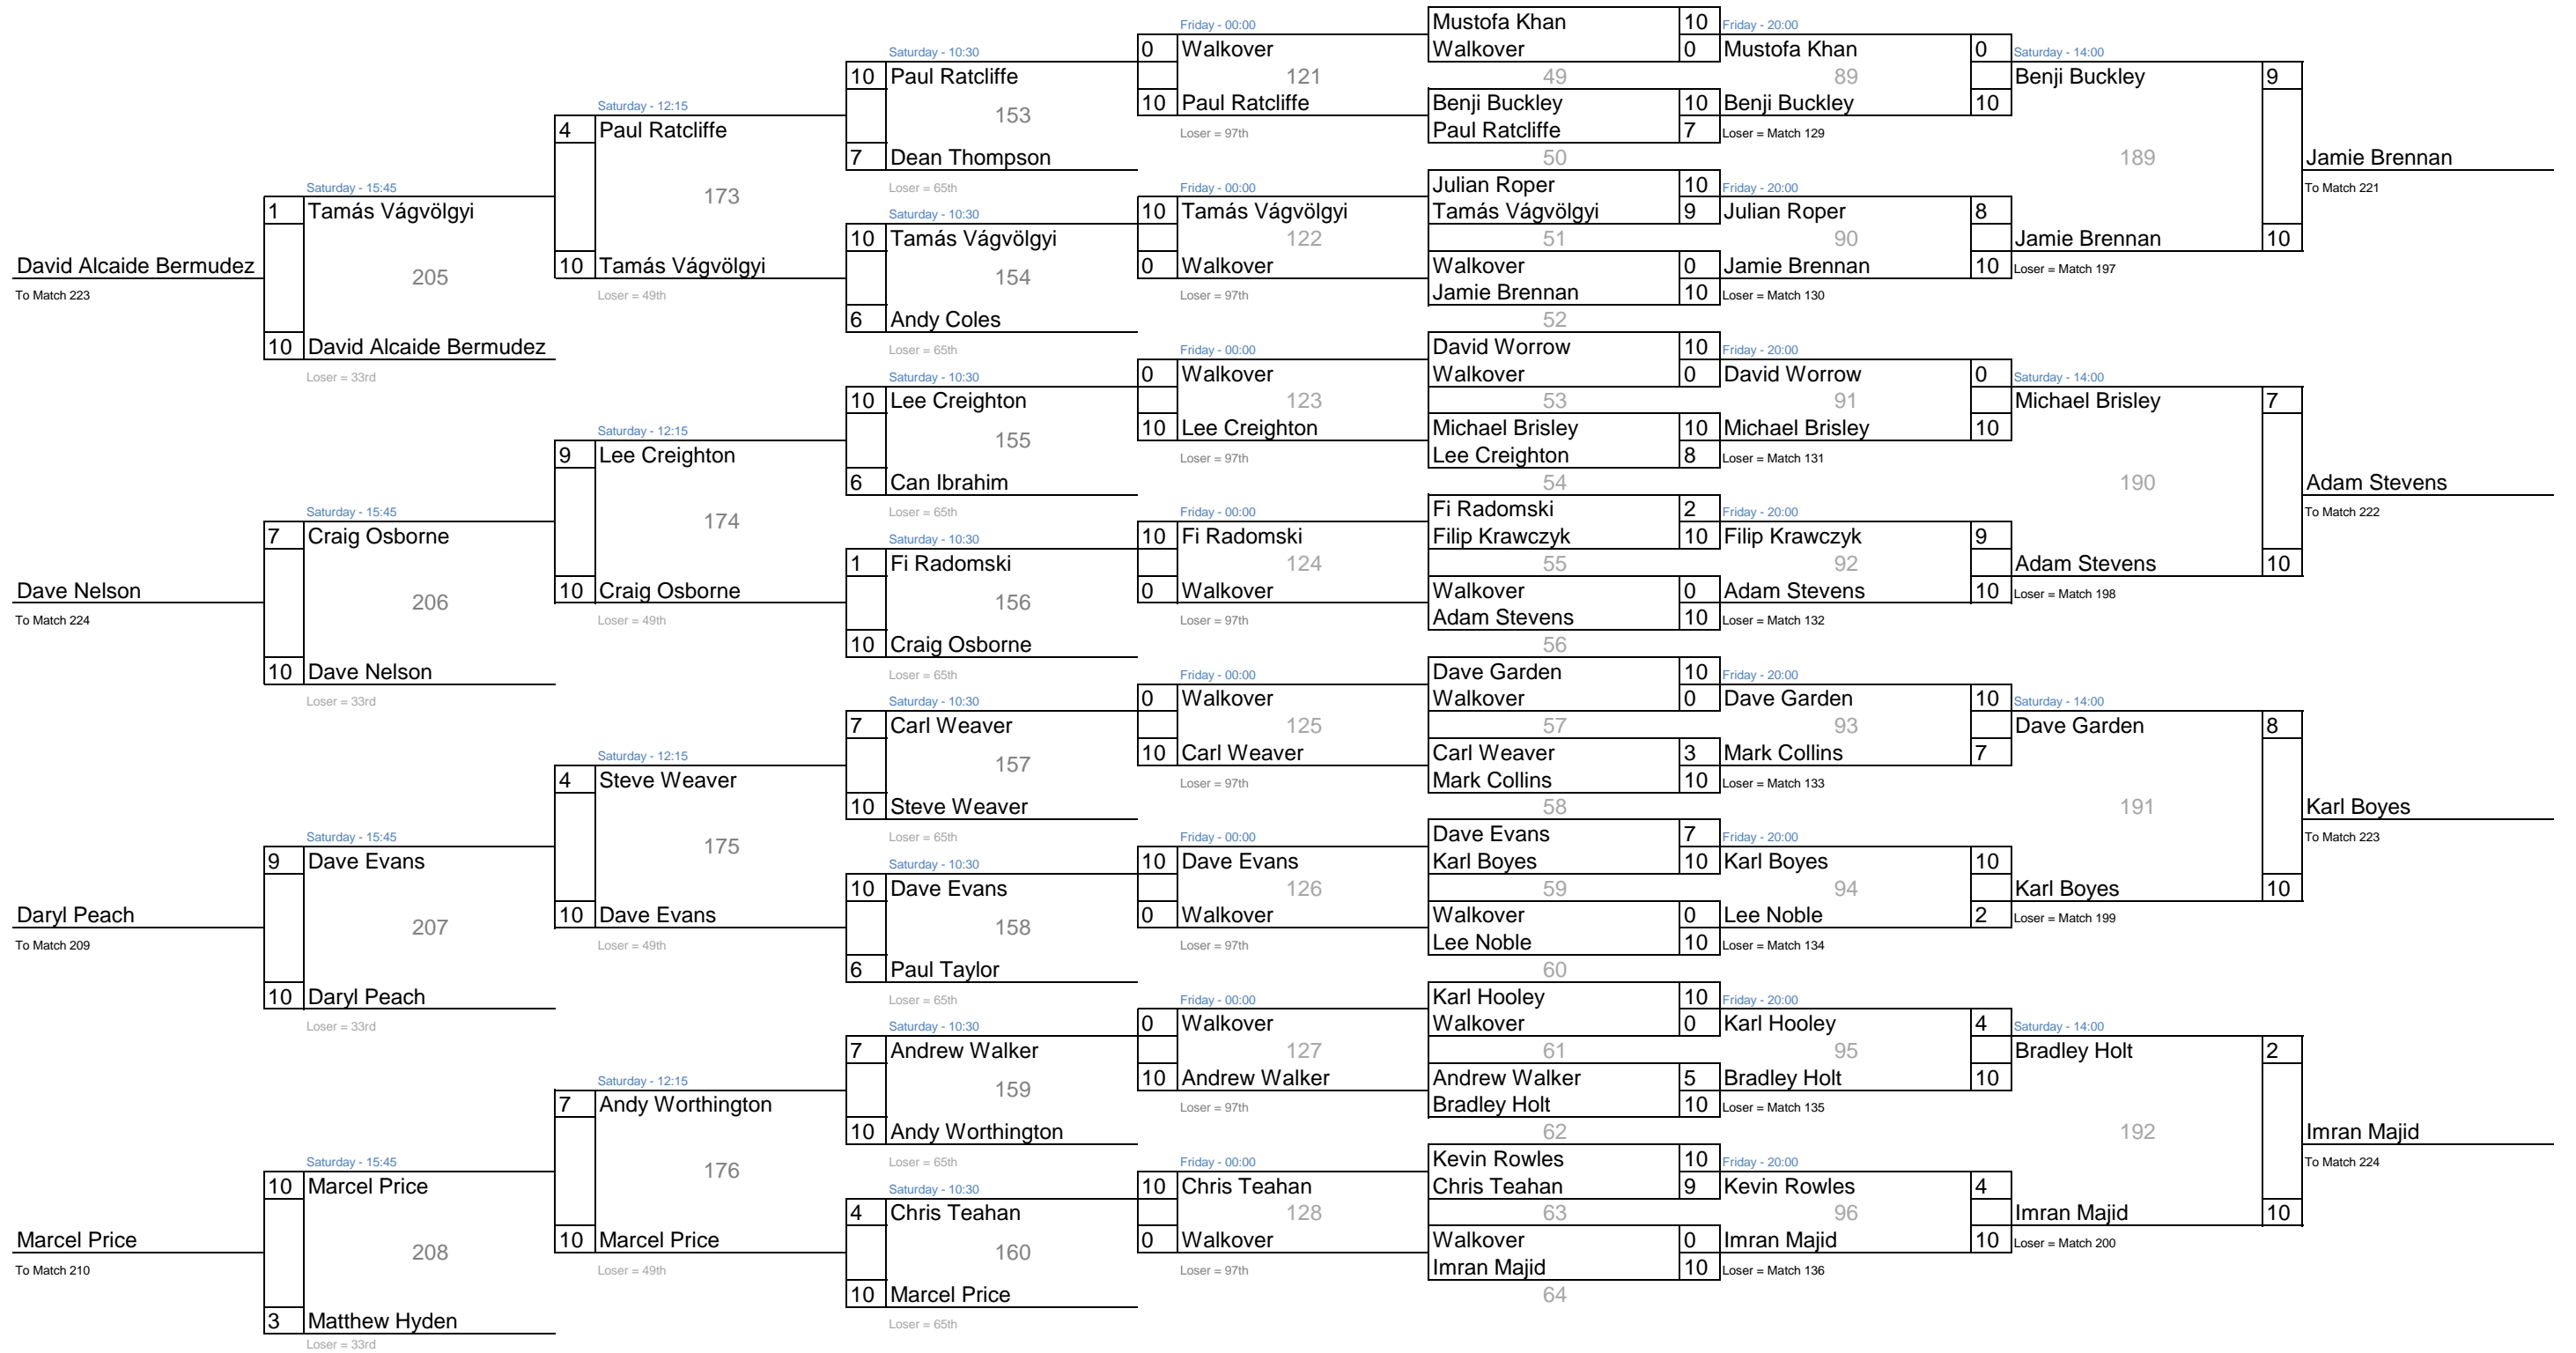 Mustofa Khan 10
Friday - 00:00 Friday - 20:00
0 Walkover Walkover 0 Mustofa Khan 0
Saturday - 10:30 Saturday - 14:00
10 Paul Ratcliffe 121 49 89 Benji Buckley 9
Saturday - 12:15 10 Paul Ratcliffe Benji Buckley 10 Benji Buckley 10
153
4 Paul Ratcliffe Loser = 97th Paul Ratcliffe 7 Loser = Match 129
7 Dean Thompson 50 189 Jamie Brennan
Saturday - 15:45 Loser = 65th Friday - 00:00 Julian Roper 10 Friday - 20:00 To Match 221
173
1 Tamás Vágvölgyi 10 Tamás Vágvölgyi Tamás Vágvölgyi 9 Julian Roper 8
Saturday - 10:30
10 Tamás Vágvölgyi 122 51 90 Jamie Brennan 10
David Alcaide Bermudez 10 Tamás Vágvölgyi 0 Walkover Walkover 0 Jamie Brennan 10 Loser = Match 197
205 154
To Match 223 Loser = 49th Loser = 97th Jamie Brennan 10 Loser = Match 130
6 Andy Coles 52
10 David Alcaide Bermudez Loser = 65th Friday - 00:00 David Worrow 10 Friday - 20:00
Loser = 33rd Saturday - 10:30 0 Walkover Walkover 0 David Worrow 0 Saturday - 14:00
10 Lee Creighton 123 53 91 Michael Brisley 7
Saturday - 12:15 10 Lee Creighton Michael Brisley 10 Michael Brisley 10
155
9 Lee Creighton Loser = 97th Lee Creighton 8 Loser = Match 131
6 Can Ibrahim 54 190 Adam Stevens
Saturday - 15:45 Loser = 65th Friday - 00:00 Fi Radomski 2 Friday - 20:00 To Match 222
174
7 Craig Osborne 10 Fi Radomski Filip Krawczyk 10 Filip Krawczyk 9
Saturday - 10:30
1 Fi Radomski 124 55 92 Adam Stevens 10
Dave Nelson 10 Craig Osborne 0 Walkover Walkover 0 Adam Stevens 10 Loser = Match 198
206 156
To Match 224 Loser = 49th Loser = 97th Adam Stevens 10 Loser = Match 132
10 Craig Osborne 56
10 Dave Nelson Loser = 65th Friday - 00:00 Dave Garden 10 Friday - 20:00
Loser = 33rd Saturday - 10:30 0 Walkover Walkover 0 Dave Garden 10 Saturday - 14:00
7 Carl Weaver 125 57 93 Dave Garden 8
Saturday - 12:15 10 Carl Weaver Carl Weaver 3 Mark Collins 7
157
4 Steve Weaver Loser = 97th Mark Collins 10 Loser = Match 133
10 Steve Weaver 58 191 Karl Boyes
Saturday - 15:45 Loser = 65th Friday - 00:00 Dave Evans 7 Friday - 20:00 To Match 223
175
9 Dave Evans 10 Dave Evans Karl Boyes 10 Karl Boyes 10
Saturday - 10:30
10 Dave Evans 126 59 94 Karl Boyes 10
Daryl Peach 10 Dave Evans 0 Walkover Walkover 0 Lee Noble 2 Loser = Match 199
207 158
To Match 209 Loser = 49th Loser = 97th Lee Noble 10 Loser = Match 134
6 Paul Taylor 60
10 Daryl Peach Loser = 65th Friday - 00:00 Karl Hooley 10 Friday - 20:00
Loser = 33rd Saturday - 10:30 0 Walkover Walkover 0 Karl Hooley 4 Saturday - 14:00
7 Andrew Walker 127 61 95 Bradley Holt 2
Saturday - 12:15 10 Andrew Walker Andrew Walker 5 Bradley Holt 10
159
7 Andy Worthington Loser = 97th Bradley Holt 10 Loser = Match 135
10 Andy Worthington 62 192 Imran Majid
Saturday - 15:45 Loser = 65th Friday - 00:00 Kevin Rowles 10 Friday - 20:00 To Match 224
176
10 Marcel Price 10 Chris Teahan Chris Teahan 9 Kevin Rowles 4
Saturday - 10:30
4 Chris Teahan 128 63 96 Imran Majid 10
Marcel Price 10 Marcel Price 0 Walkover Walkover 0 Imran Majid 10 Loser = Match 200
208 160
To Match 210 Loser = 49th Loser = 97th Imran Majid 10 Loser = Match 136
10 Marcel Price 64
3 Matthew Hyden Loser = 65th
Loser = 33rd